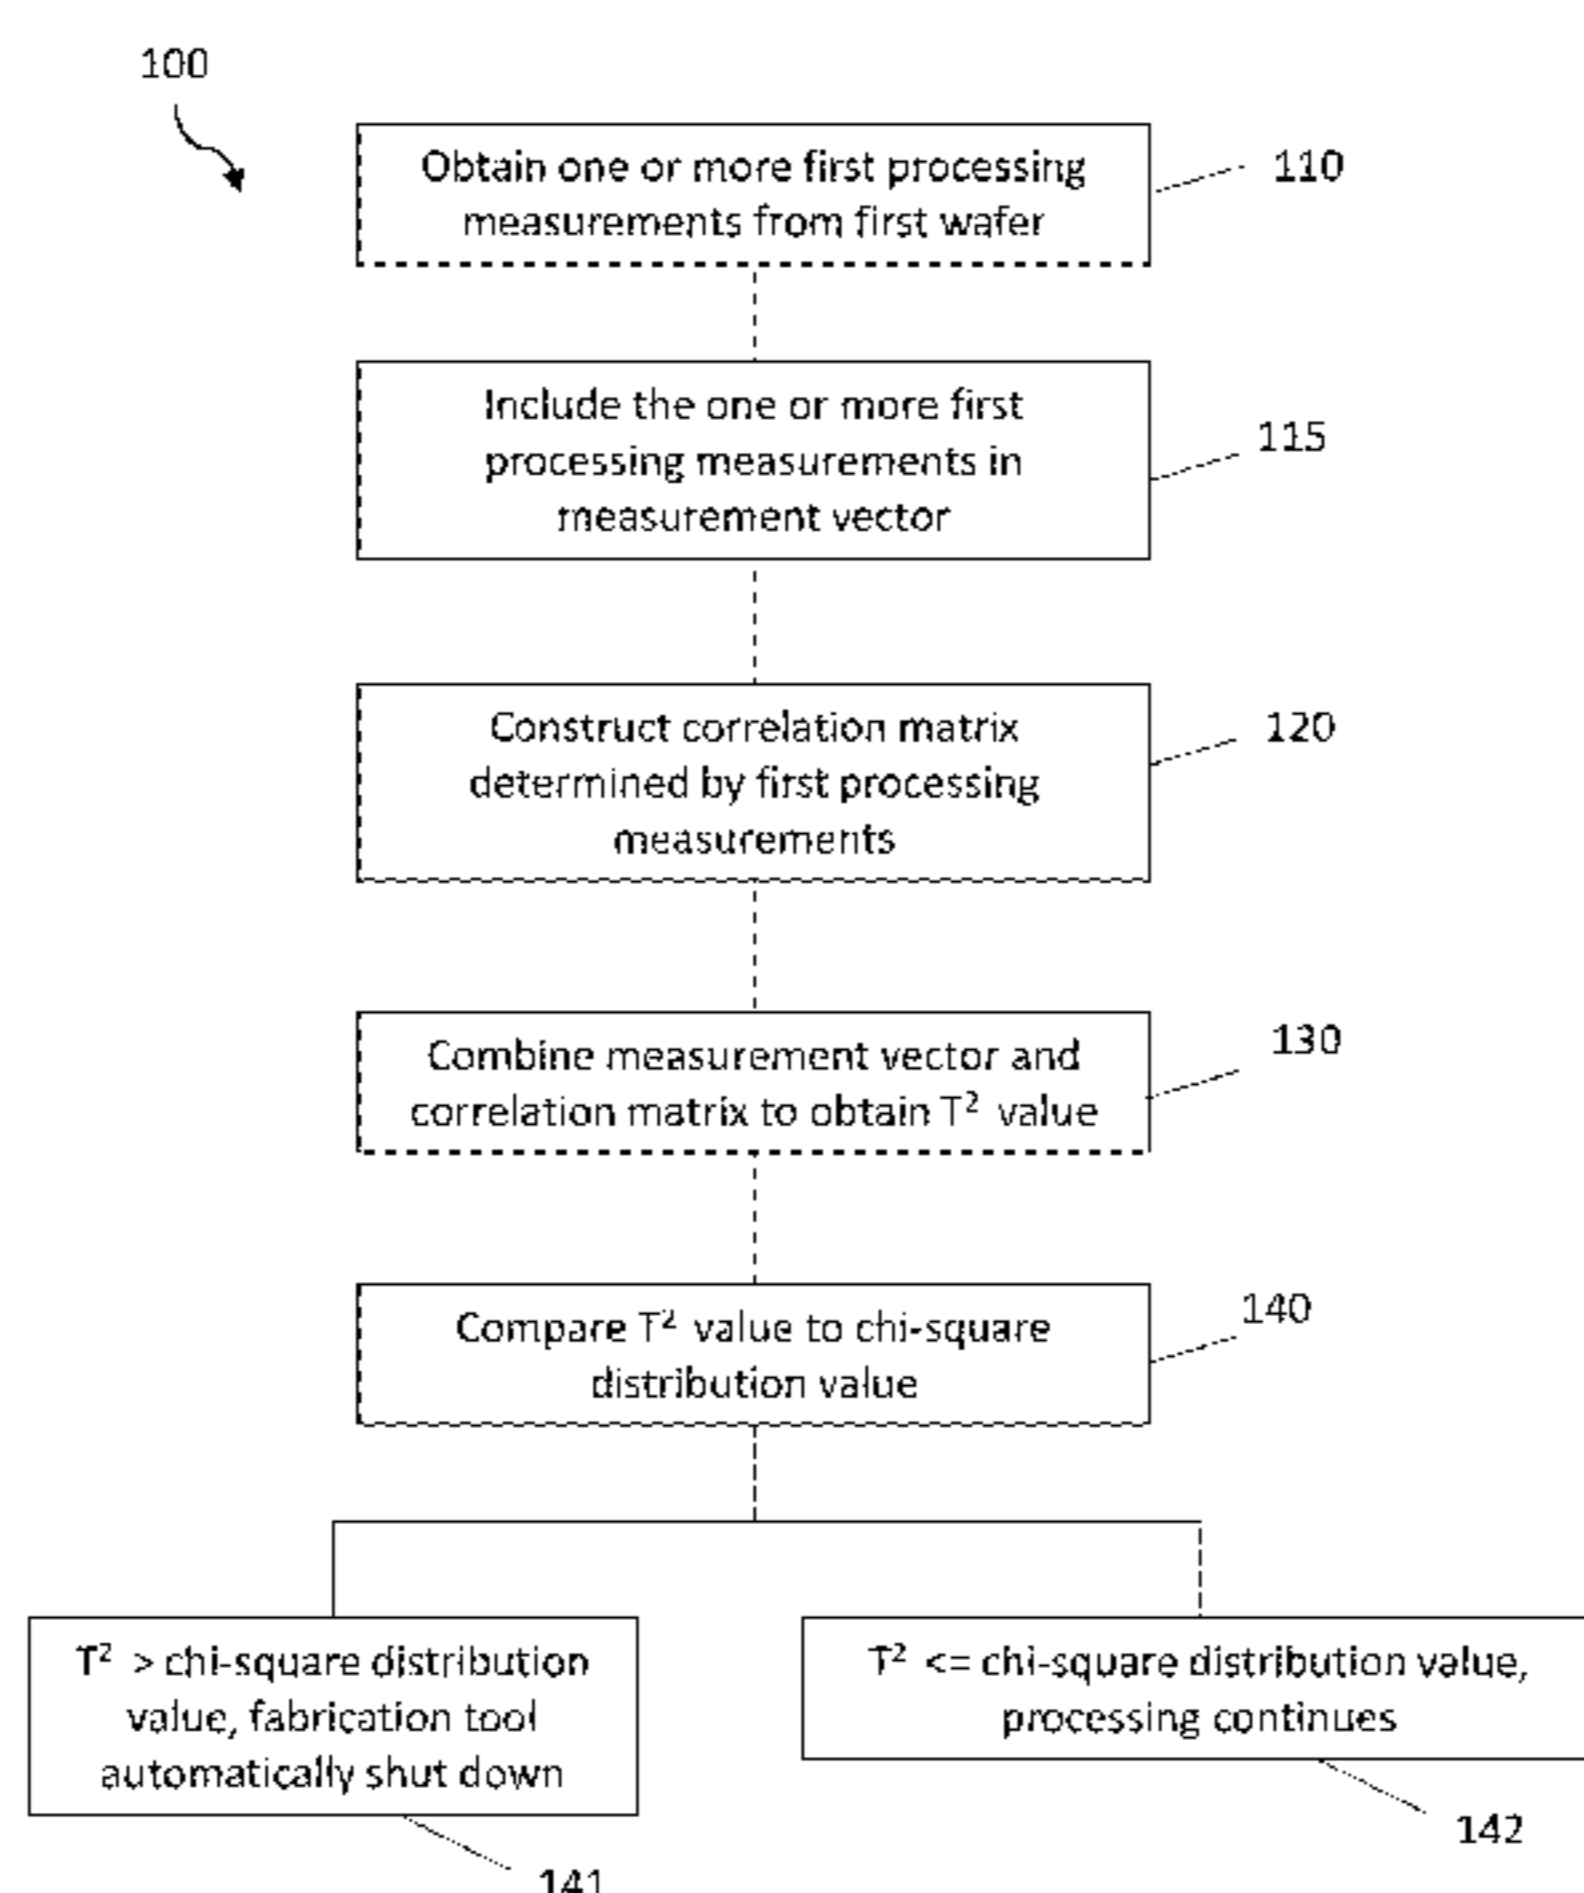 100
Obtain one or more first processing
measurements from first wafer
110
Include the one or more first
processing measurements in
measurement vector
115
Construct correlation matrix
determined by first processing
measurements
120
Combine measurement vector and
correlation matrix to obtain T² value
130
Compare T² value to chi-square
distribution value
140
T² > chi-square distribution
value, fabrication tool
automatically shut down
141
T² <= chi-square distribution value,
processing continues
142